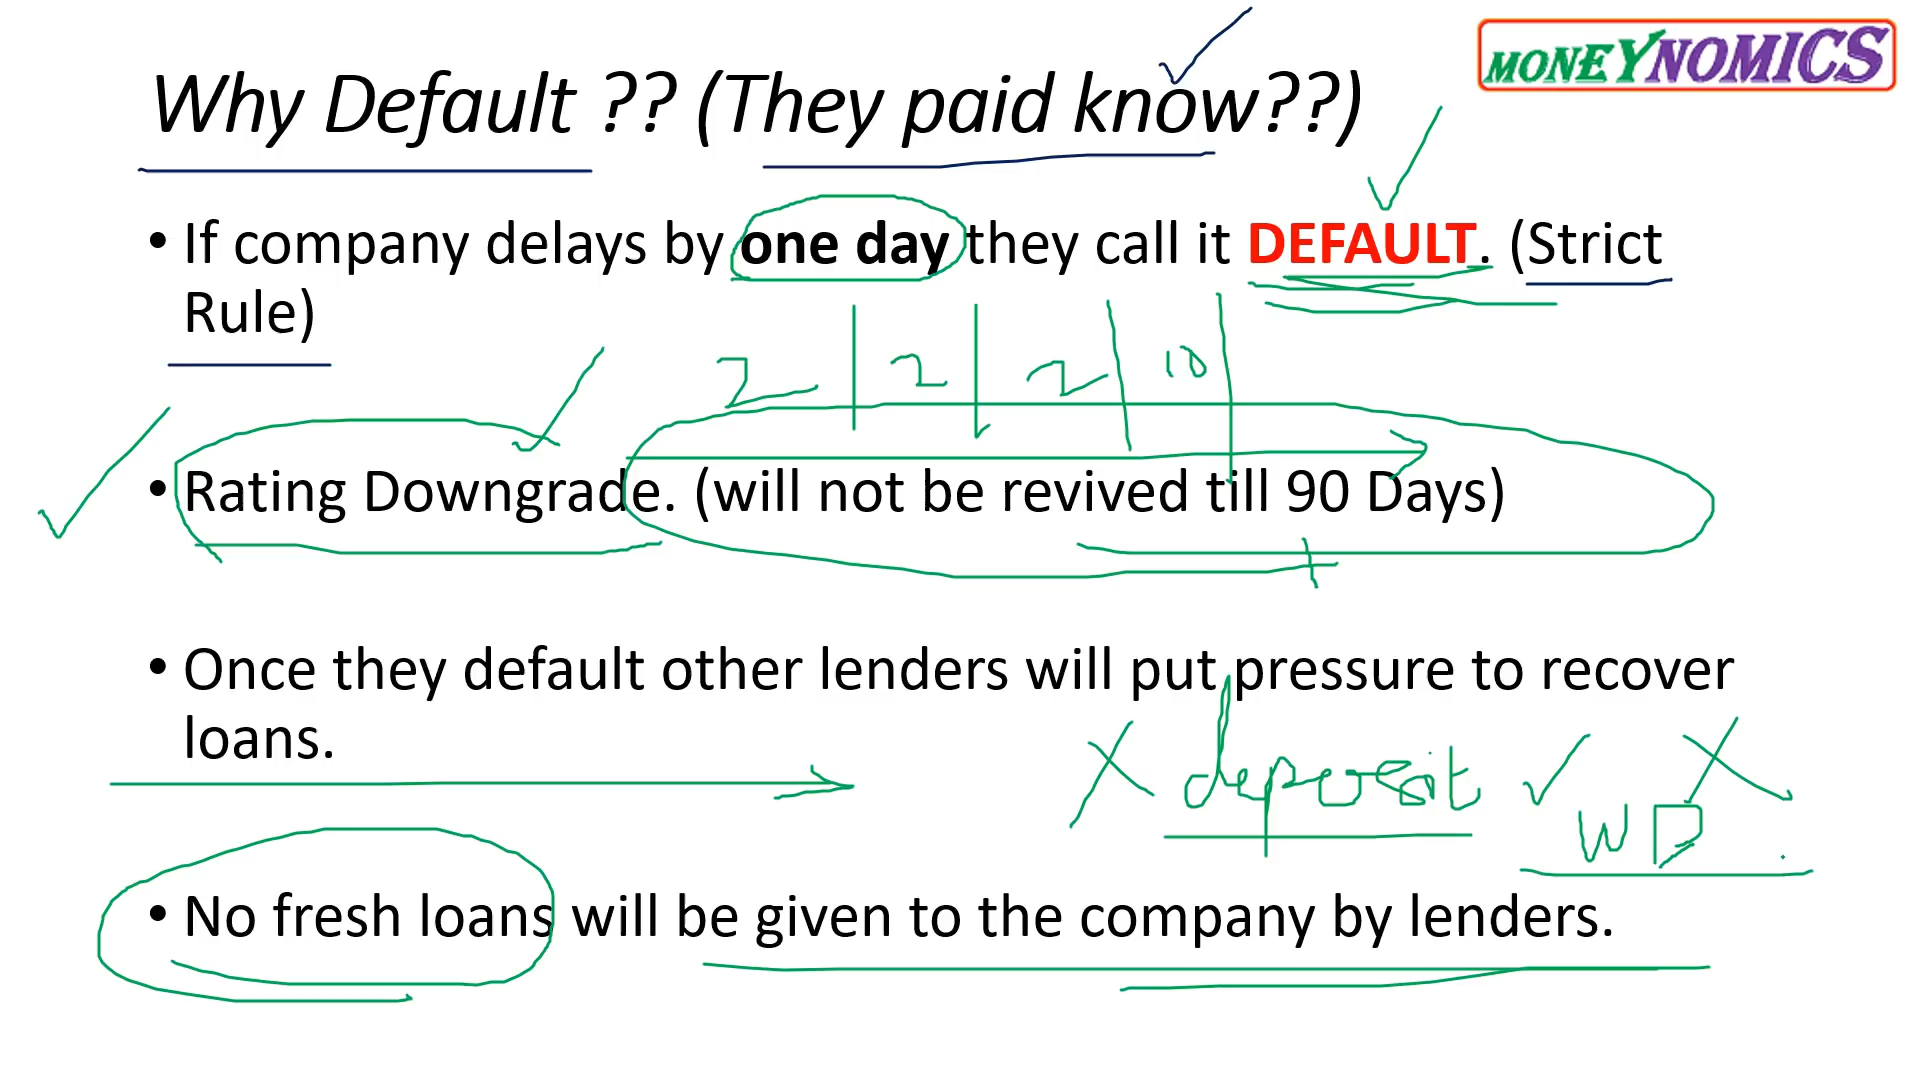 MONEYNOMICS
Why Default ?? (They paid know??)
• If company delays by one day they call it DEFAULT. (Strict
Rule)
2 2 2 10
• Rating Downgrade. (will not be revived till 90 Days)
• Once they default other lenders will put pressure to recover
loans.
deposit
WD
• No fresh loans will be given to the company by lenders.